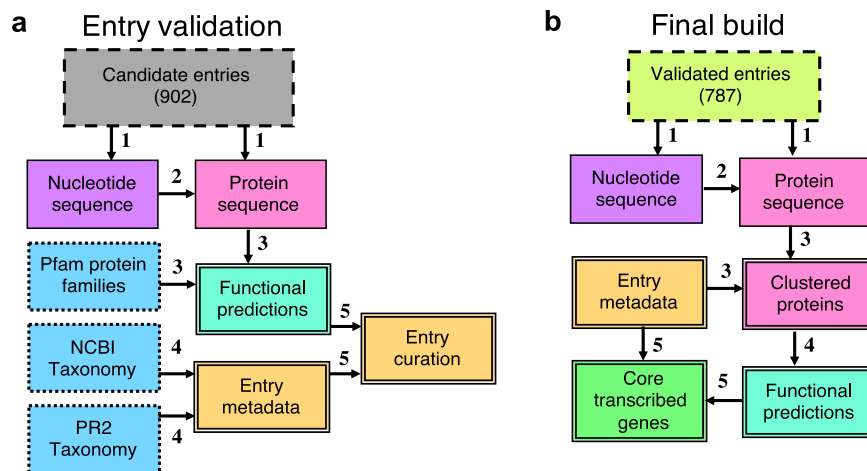 a
Entry validation
Candidate entries
(902)
1
1
Nucleotide
sequence
2
Protein
sequence
3
Pfam protein
families
3
Functional
predictions
5
Entry
curation
NCBI
Taxonomy
4
5
Entry
metadata
PR2
Taxonomy
4
b
Final build
Validated entries
(787)
1
1
Nucleotide
sequence
2
Protein
sequence
3
Entry
metadata
3
Clustered
proteins
5
4
Core
transcribed
genes
5
Functional
predictions